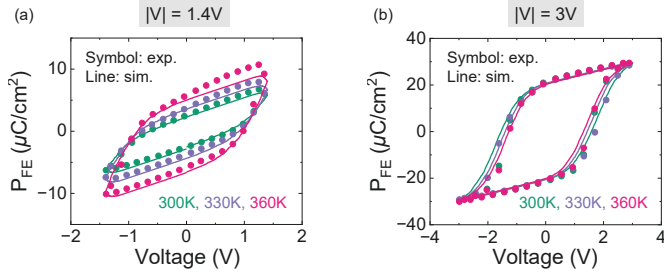 (a)
|V| = 1.4V
P_FE (μC/cm²)
10
5
0
−5
−10
Symbol: exp.
Line: sim.
300K, 330K, 360K
−2 −1 0 1 2
Voltage (V)
(b)
|V| = 3V
P_FE (μC/cm²)
40
20
0
−20
−40
Symbol: exp.
Line: sim.
300K, 330K, 360K
−4 −2 0 2 4
Voltage (V)